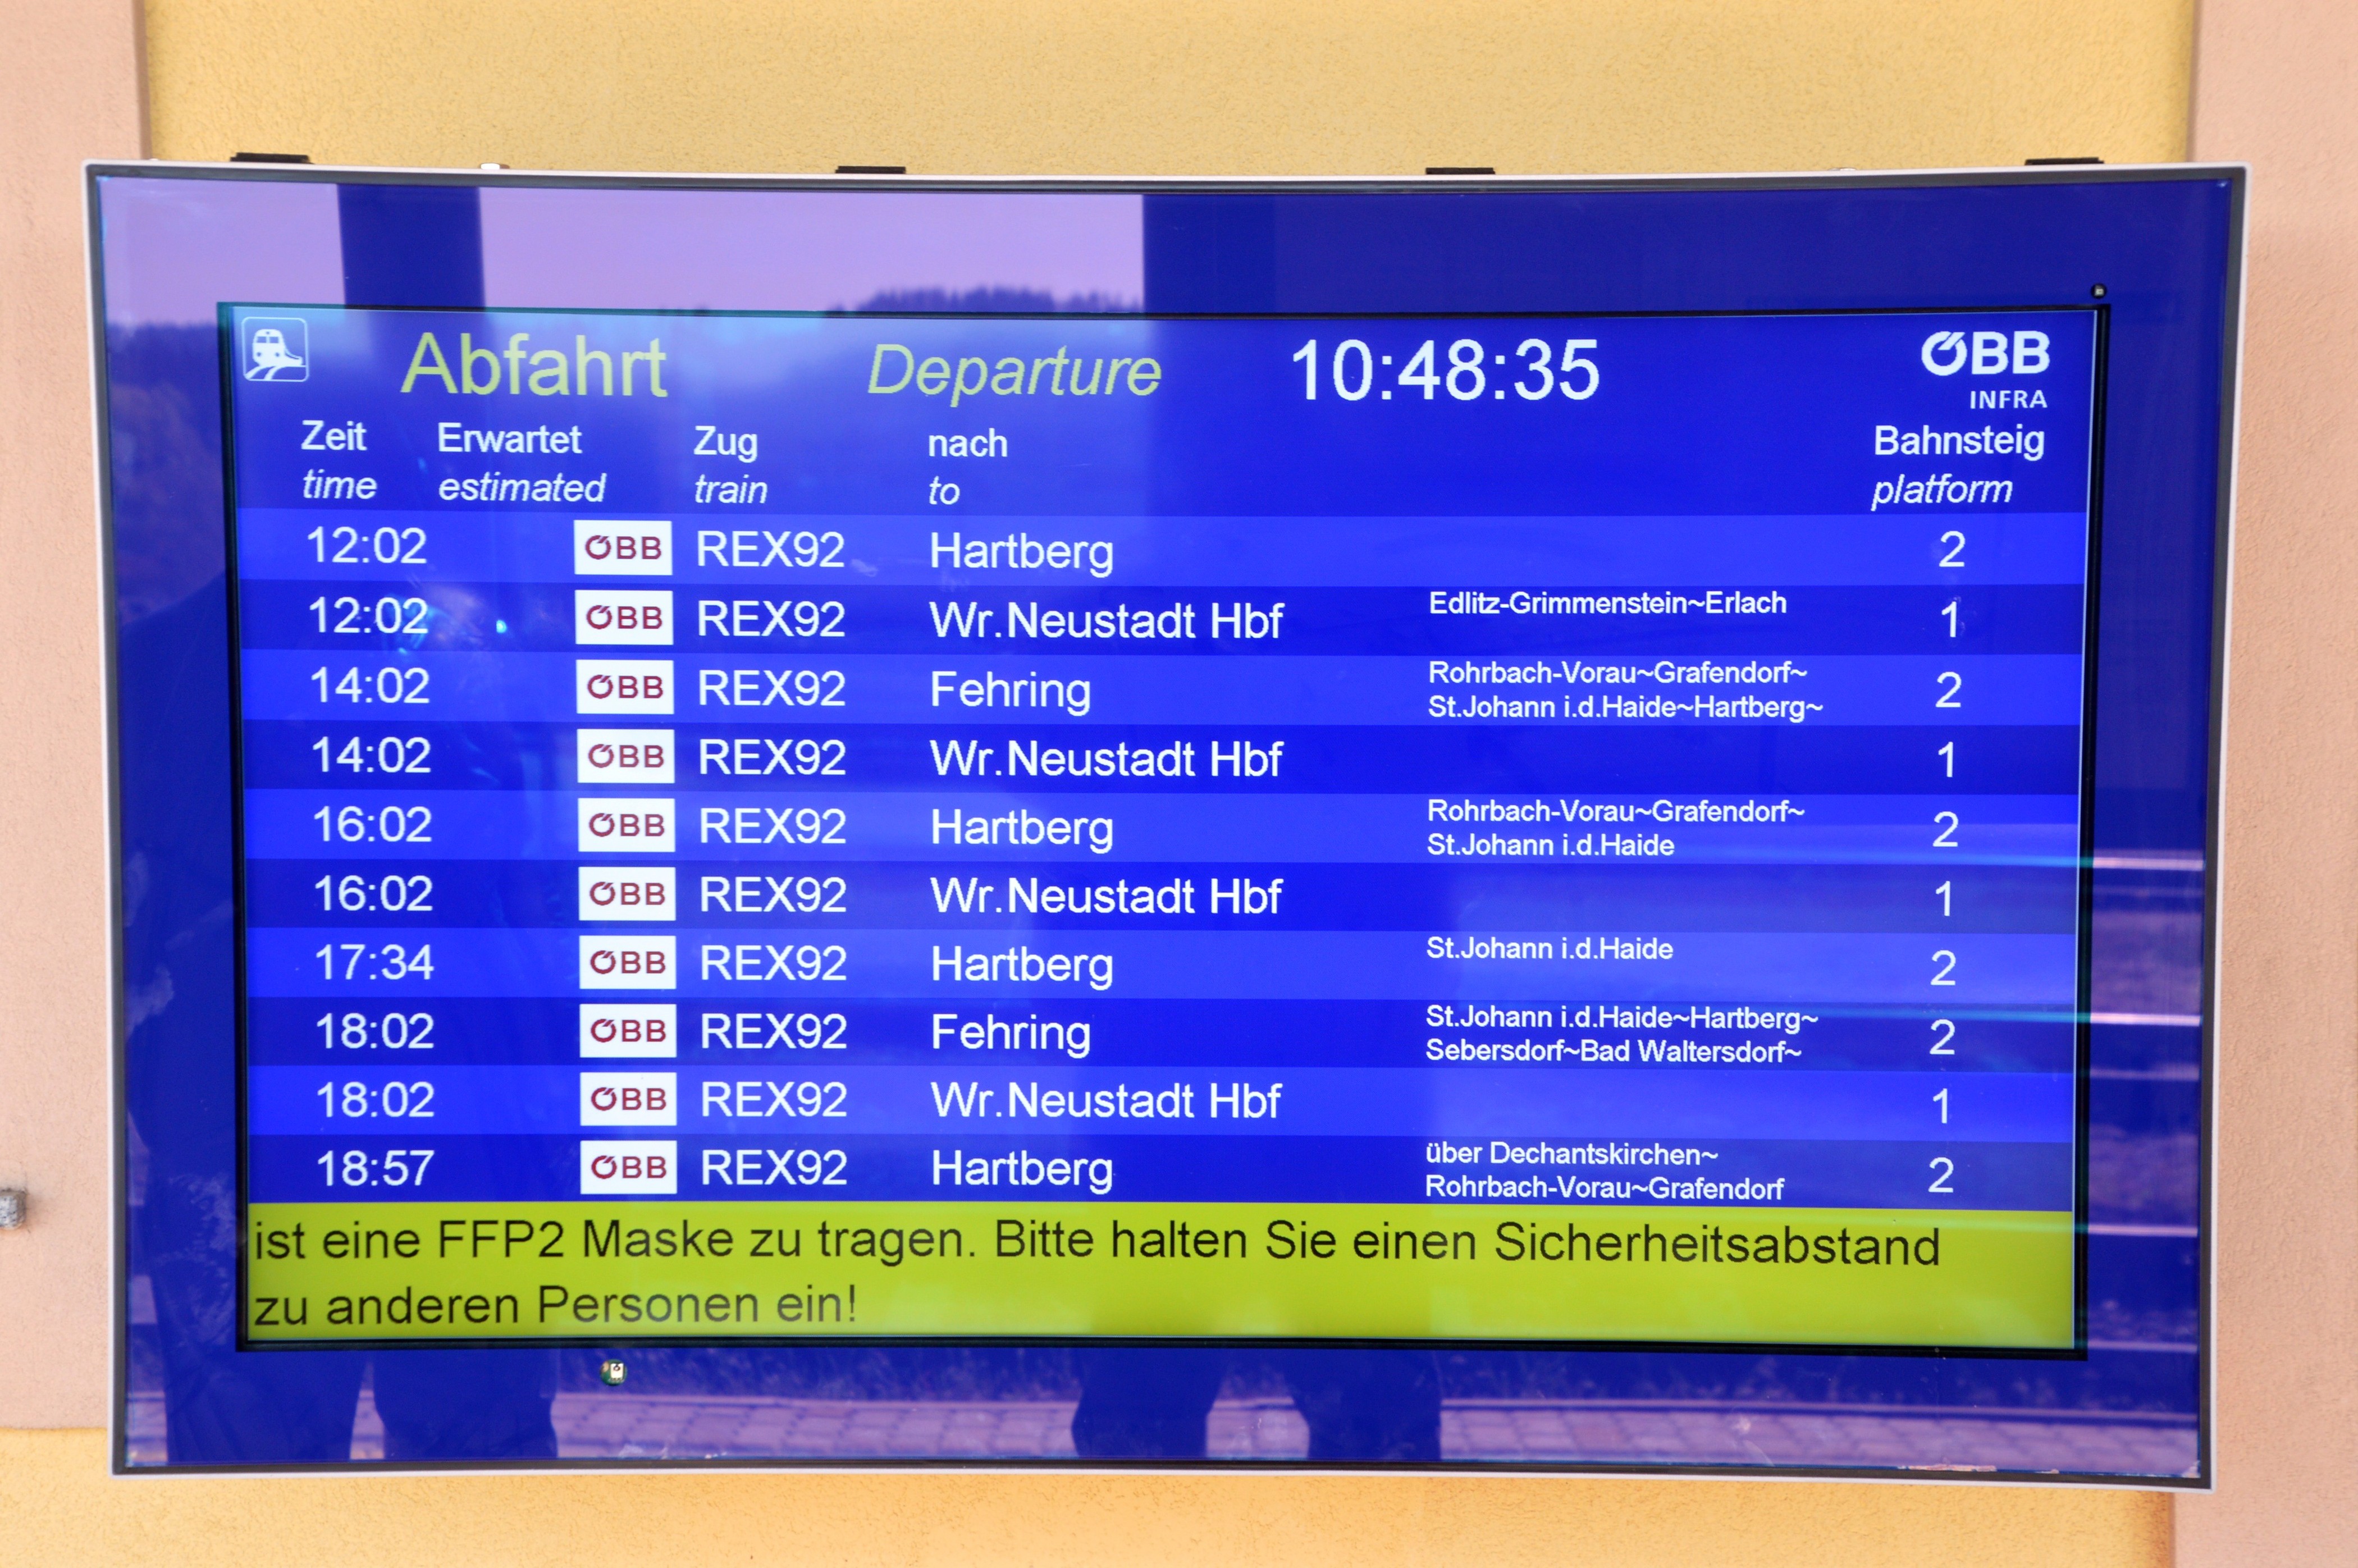 Abfahrt Departure 10:48:35 ÖBB
INFRA
Zeit Erwartet Zug nach Bahnsteig
time estimated train to platform
12:02 ÖBB REX92 Hartberg 2
12:02 ÖBB REX92 Wr.Neustadt Hbf Edlitz-Grimmenstein~Erlach 1
14:02 ÖBB REX92 Fehring Rohrbach-Vorau~Grafendorf~ 2
St.Johann i.d.Haide~Hartberg~
14:02 ÖBB REX92 Wr.Neustadt Hbf 1
16:02 ÖBB REX92 Hartberg Rohrbach-Vorau~Grafendorf~ 2
St.Johann i.d.Haide
16:02 ÖBB REX92 Wr.Neustadt Hbf 1
17:34 ÖBB REX92 Hartberg St.Johann i.d.Haide 2
18:02 ÖBB REX92 Fehring St.Johann i.d.Haide~Hartberg~ 2
Sebersdorf~Bad Waltersdorf~
18:02 ÖBB REX92 Wr.Neustadt Hbf 1
18:57 ÖBB REX92 Hartberg über Dechantskirchen~ 2
Rohrbach-Vorau~Grafendorf
ist eine FFP2 Maske zu tragen. Bitte halten Sie einen Sicherheitsabstand
zu anderen Personen ein!